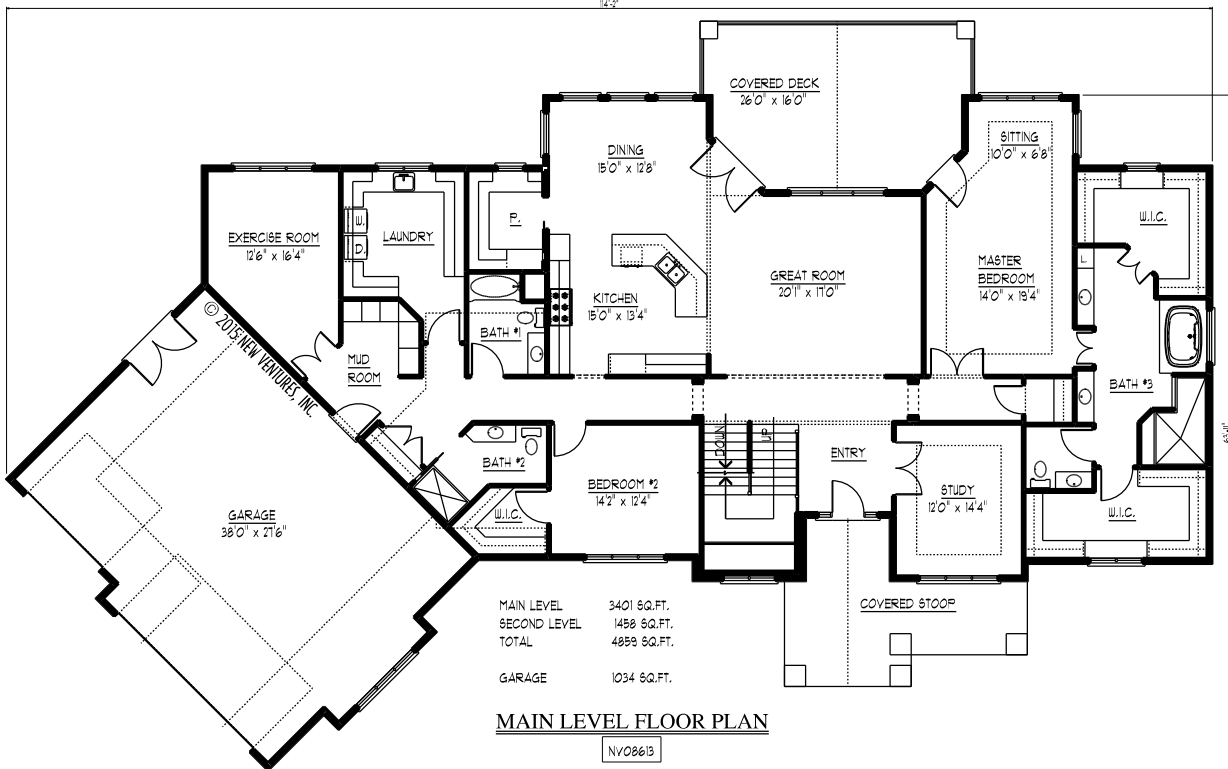 114'-2"
COVERED DECK
26'0" x 16'0"
DINING
15'0" x 12'8"
SITTING
10'0" x 6'8"
W.I.C.
P.
W.
D.
LAUNDRY
EXERCISE ROOM
12'6" x 16'4"
L
MASTER
BEDROOM
14'0" x 19'4"
GREAT ROOM
20'1" x 17'0"
KITCHEN
15'0" x 13'4"
BATH #1
© 2015 NEW VENTURES, INC
MUD
ROOM
BATH #3
DOWN
UP
ENTRY
BATH #2
BEDROOM #2
14'2" x 12'4"
STUDY
12'0" x 14'4"
W.I.C.
W.I.C.
GARAGE
38'0" x 27'6"
COVERED STOOP
MAIN LEVEL 3401 SQ.FT.
SECOND LEVEL 1458 SQ.FT.
TOTAL 4859 SQ.FT.
GARAGE 1034 SQ.FT.
MAIN LEVEL FLOOR PLAN
NV08613